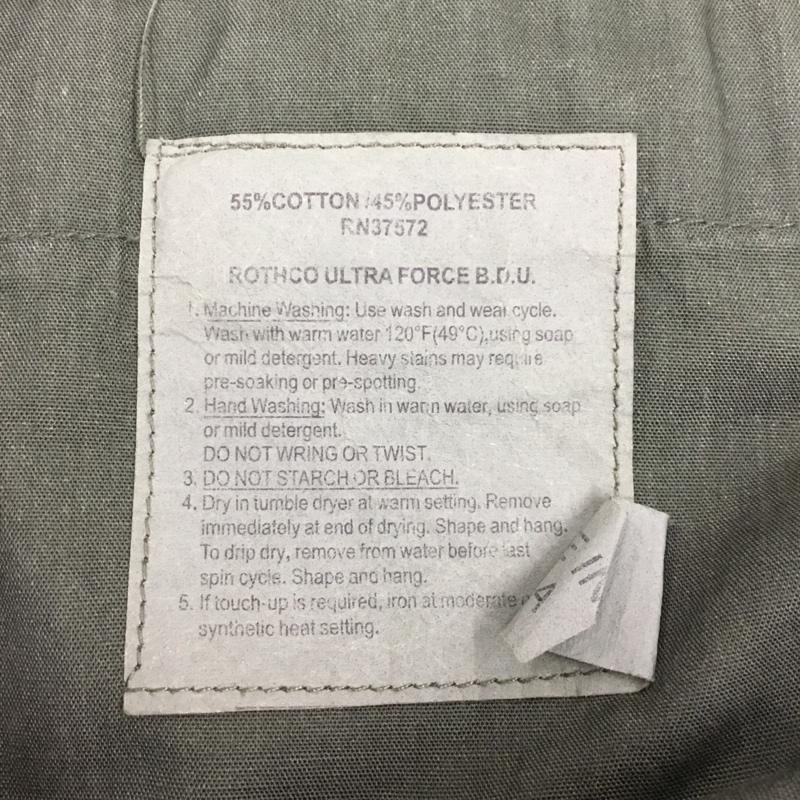 55%COTTON /45%POLYESTER
RN37572
ROTHCO ULTRA FORCE B.D.U.
1. Machine Washing: Use wash and wear cycle.
Wash with warm water 120°F(49°C),using soap
or mild detergent. Heavy stains may require
pre-soaking or pre-spotting.
2. Hand Washing: Wash in warm water, using soap
or mild detergent.
DO NOT WRING OR TWIST.
3. DO NOT STARCH OR BLEACH.
4. Dry in tumble dryer at warm setting. Remove
immediately at end of drying. Shape and hang.
To drip dry, remove from water before last
spin cycle. Shape and hang.
5. If touch-up is required, iron at moderate
synthetic heat setting.